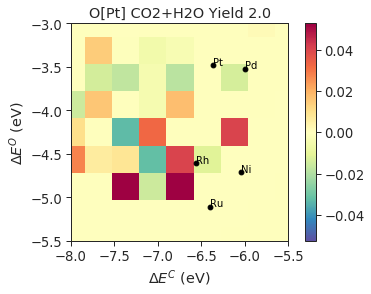 O[Pt] CO2+H2O Yield 2.0
−3.0
−3.5
−4.0
−4.5
−5.0
−5.5
ΔE^O (eV)
Pt
Pd
Rh
Ni
Ru
−8.0 −7.5 −7.0 −6.5 −6.0 −5.5
ΔE^C (eV)
0.04
0.02
0.00
−0.02
−0.04